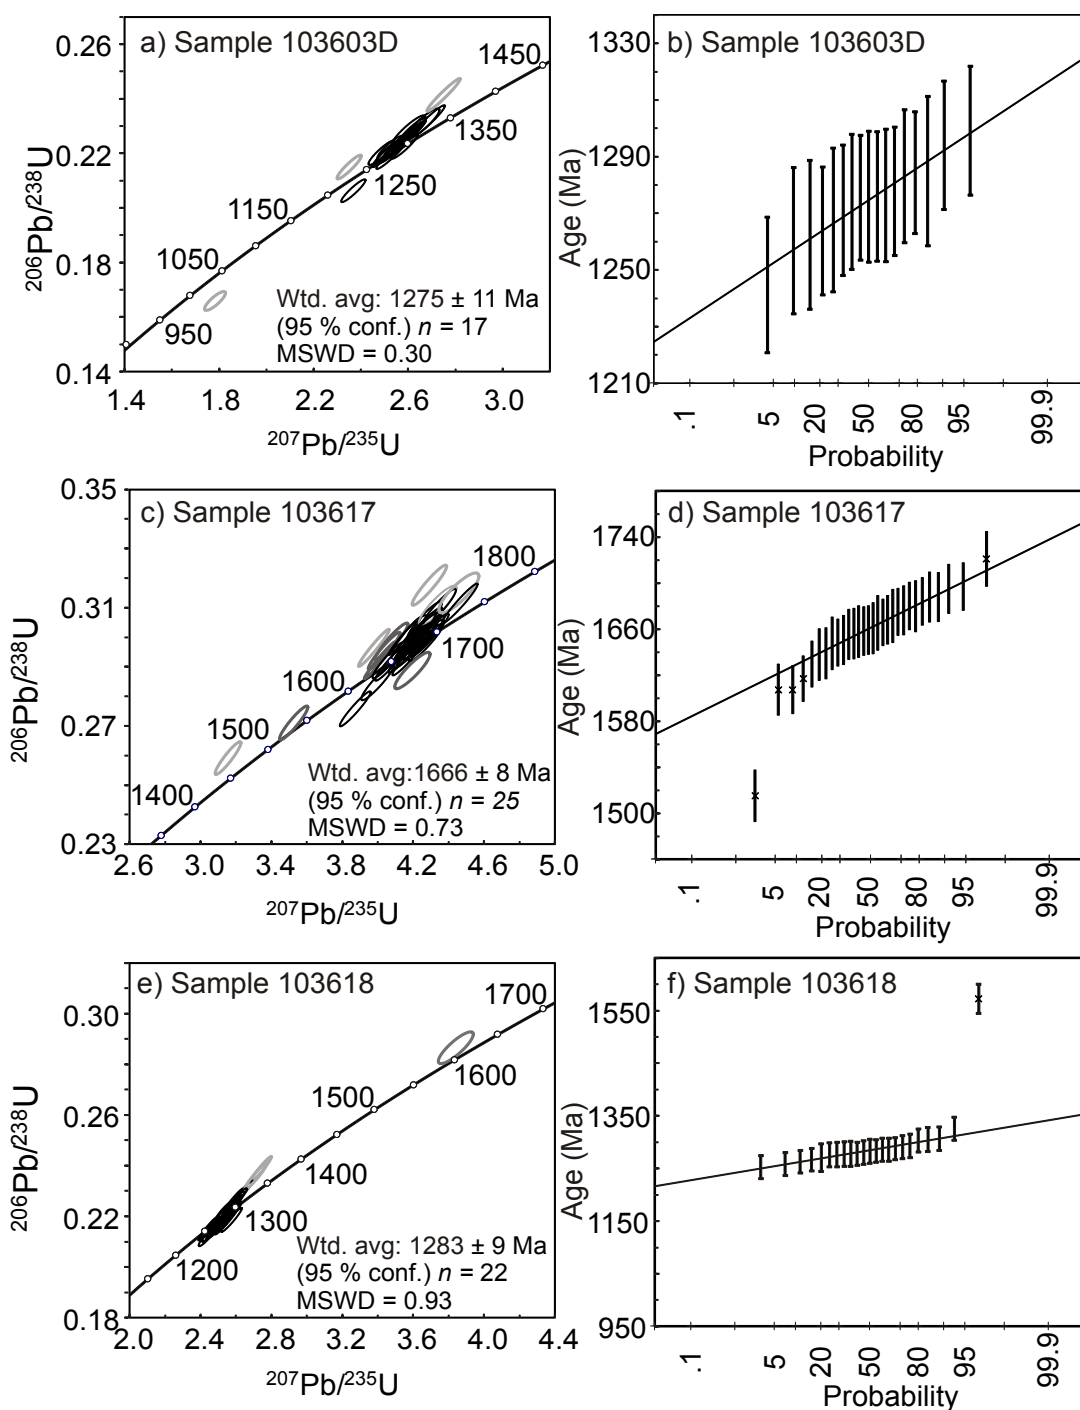 a) Sample 103603D
0.26
0.22
0.18
0.14
206Pb/238U
1450
1350
1250
1150
1050
950
Wtd. avg: 1275 ± 11 Ma
(95 % conf.) n = 17
MSWD = 0.30
1.4 1.8 2.2 2.6 3.0
207Pb/235U
b) Sample 103603D
1330
1290
1250
1210
Age (Ma)
.1 5 20 50 80 95 99.9
Probability
c) Sample 103617
0.35
0.31
0.27
0.23
206Pb/238U
1800
1700
1600
1500
1400
Wtd. avg:1666 ± 8 Ma
(95 % conf.) n = 25
MSWD = 0.73
2.6 3.0 3.4 3.8 4.2 4.6 5.0
207Pb/235U
d) Sample 103617
1740
1660
1580
1500
Age (Ma)
.1 5 20 50 80 95 99.9
Probability
e) Sample 103618
0.30
0.26
0.22
0.18
206Pb/238U
1700
1600
1500
1400
1300
1200
Wtd. avg: 1283 ± 9 Ma
(95 % conf.) n = 22
MSWD = 0.93
2.0 2.4 2.8 3.2 3.6 4.0 4.4
207Pb/235U
f) Sample 103618
1550
1350
1150
950
Age (Ma)
.1 5 20 50 80 95 99.9
Probability